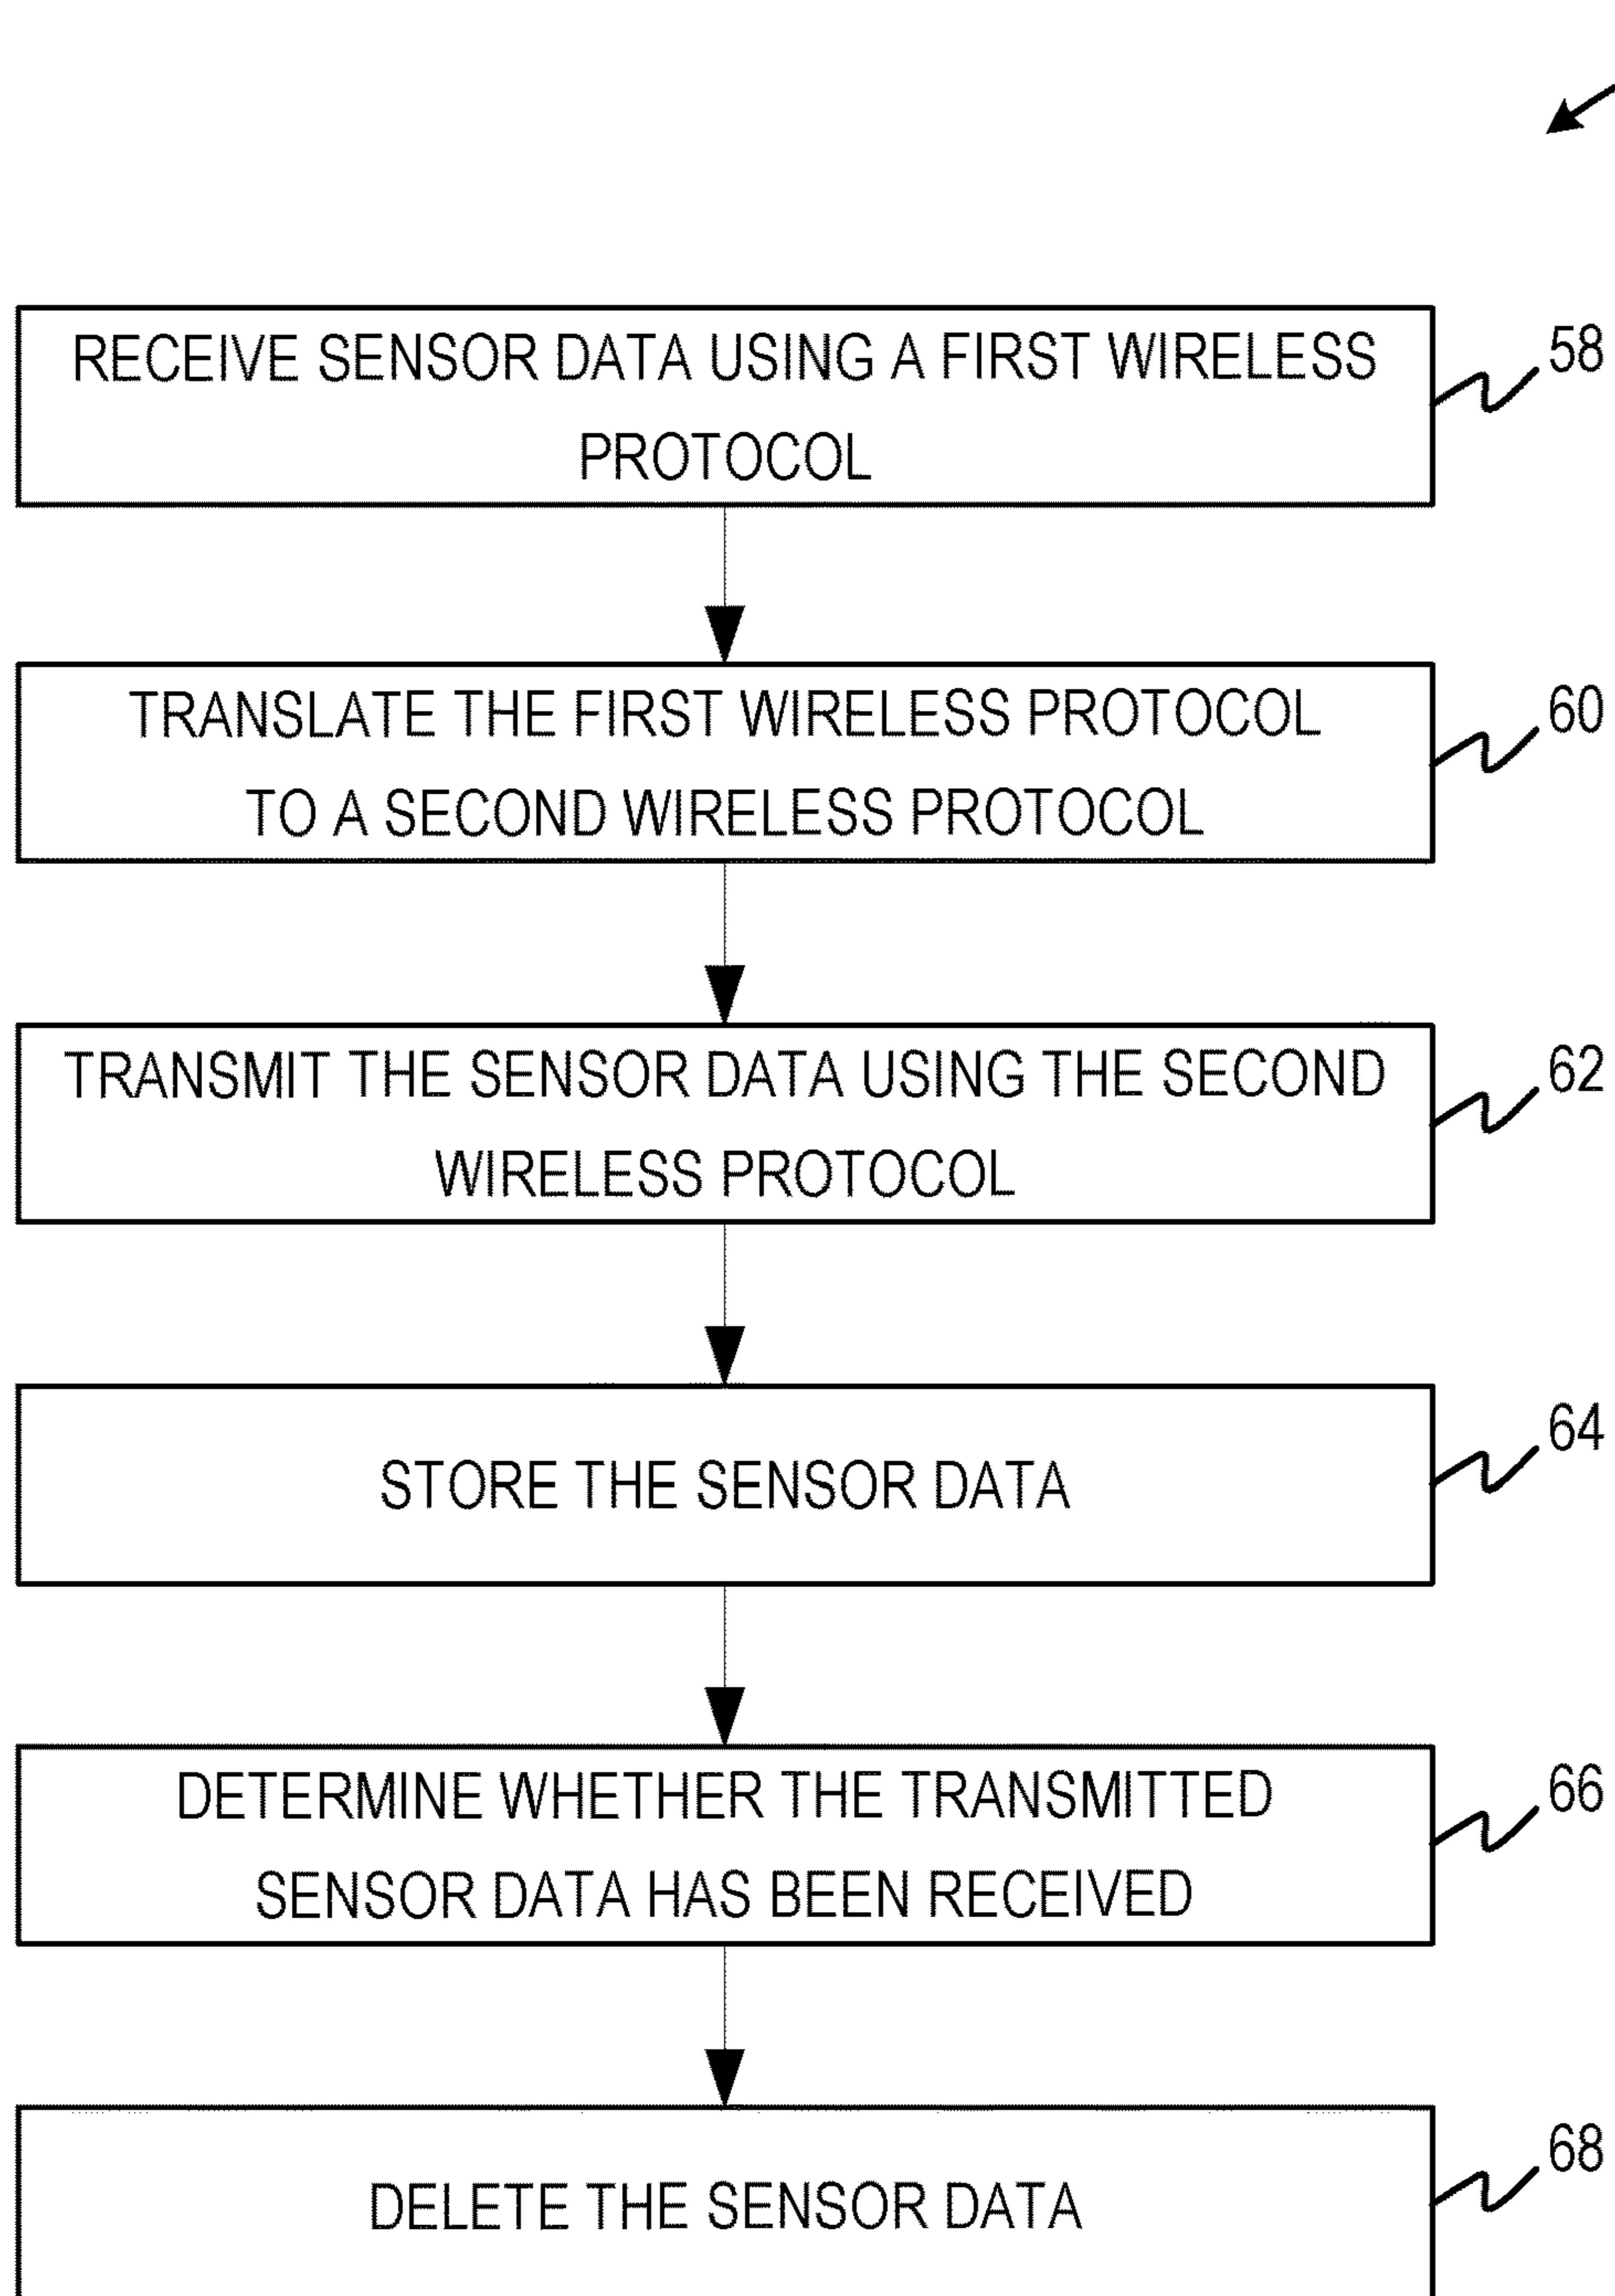 RECEIVE SENSOR DATA USING A FIRST WIRELESS
PROTOCOL
58
TRANSLATE THE FIRST WIRELESS PROTOCOL
TO A SECOND WIRELESS PROTOCOL
60
TRANSMIT THE SENSOR DATA USING THE SECOND
WIRELESS PROTOCOL
62
STORE THE SENSOR DATA
64
DETERMINE WHETHER THE TRANSMITTED
SENSOR DATA HAS BEEN RECEIVED
66
DELETE THE SENSOR DATA
68